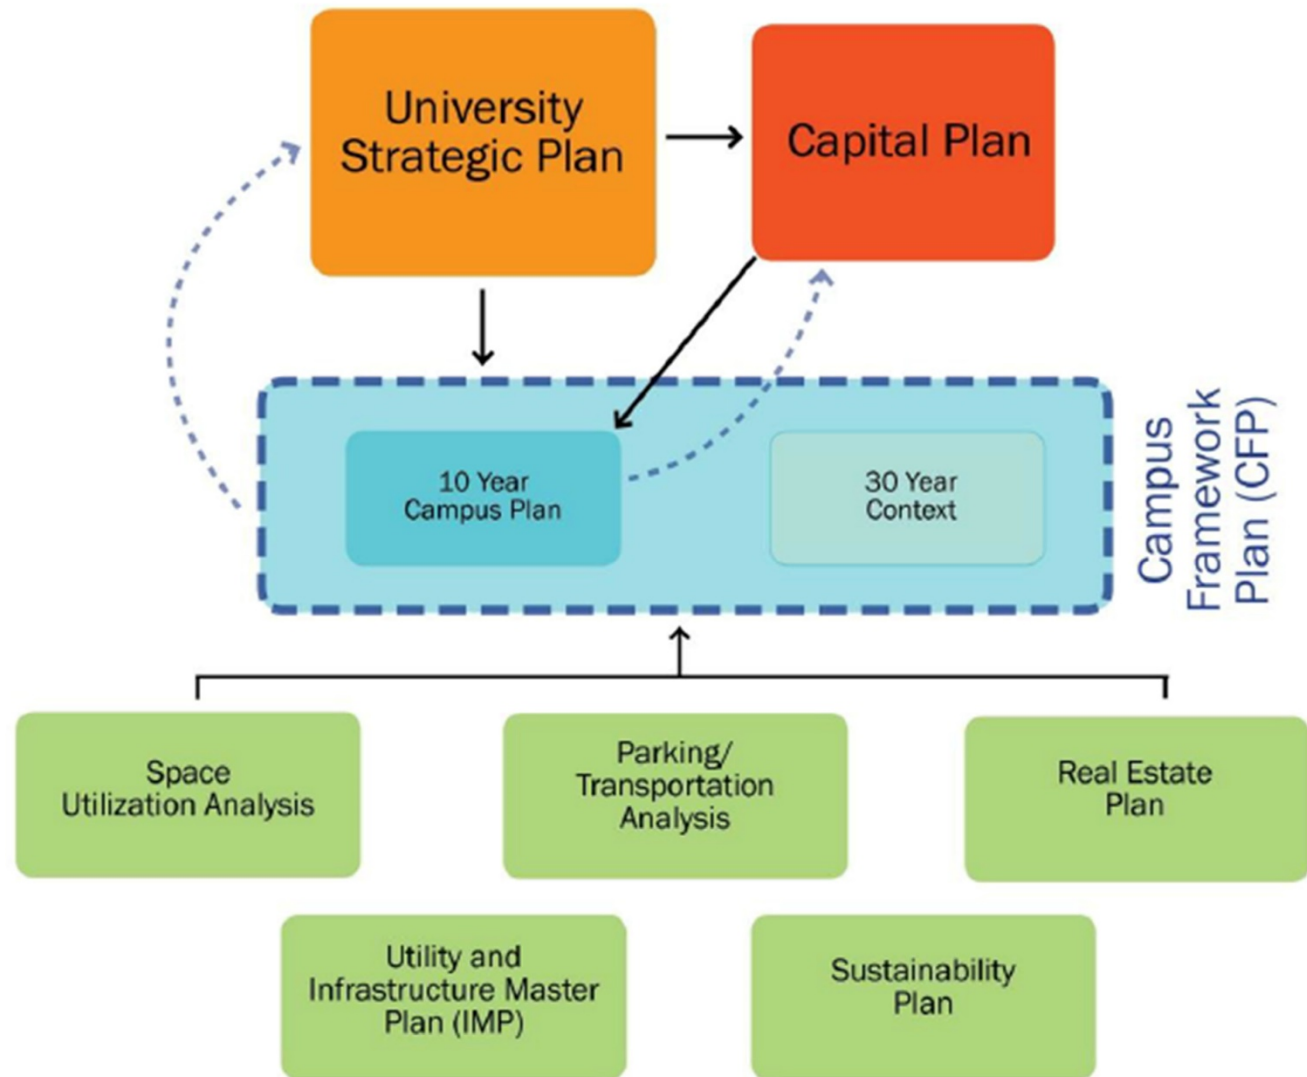 University
Strategic Plan
Capital Plan
10 Year
Campus Plan
30 Year
Context
Campus
Framework
Plan (CFP)
Space
Utilization Analysis
Parking/
Transportation
Analysis
Real Estate
Plan
Utility and
Infrastructure Master
Plan (IMP)
Sustainability
Plan